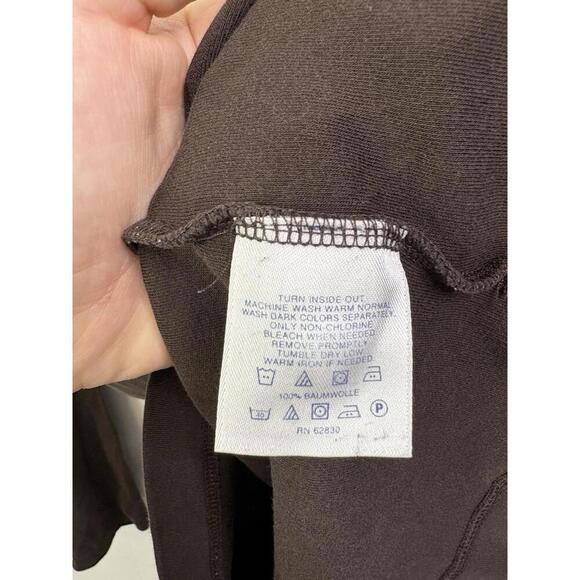 TURN INSIDE OUT.
MACHINE WASH WARM NORMAL.
WASH DARK COLORS SEPARATELY.
ONLY NON-CHLORINE
BLEACH WHEN NEEDED.
REMOVE PROMPTLY.
TUMBLE DRY LOW.
WARM IRON IF NEEDED.
100% BAUMWOLLE
40 P
RN 62830